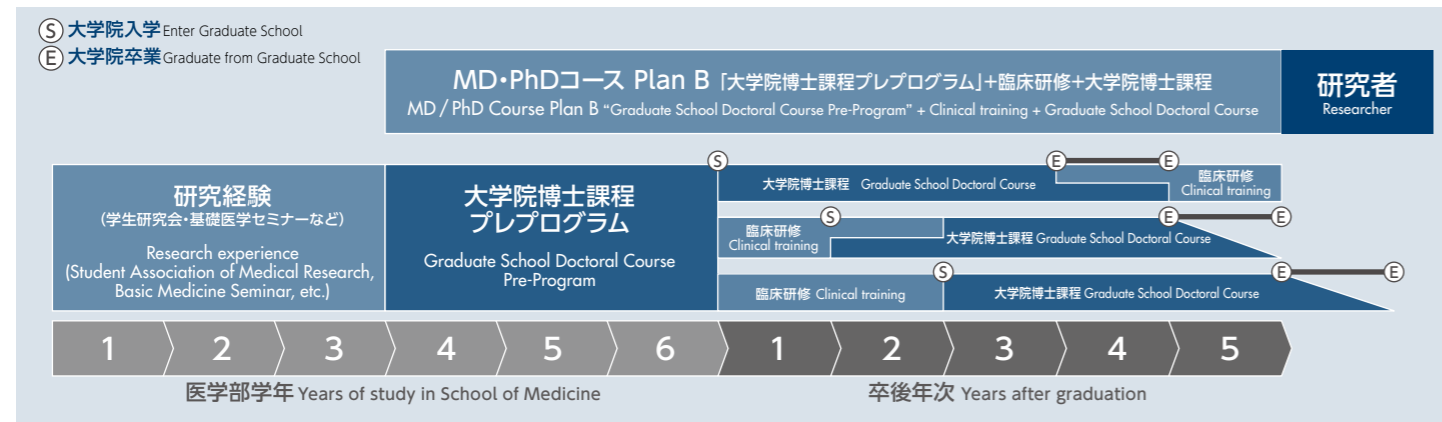 Ⓢ大学院入学 Enter Graduate School
Ⓔ大学院卒業 Graduate from Graduate School
MD・PhDコース Plan B「大学院博士課程プレプログラム」+臨床研修+大学院博士課程
MD / PhD Course Plan B “Graduate School Doctoral Course Pre-Program” + Clinical training + Graduate School Doctoral Course
研究者
Researcher
研究経験
(学生研究会・基礎医学セミナーなど)
Research experience
(Student Association of Medical Research,
Basic Medicine Seminar, etc.)
大学院博士課程
プレプログラム
Graduate School Doctoral Course
Pre-Program
Ⓢ
Ⓔ
Ⓔ
大学院博士課程 Graduate School Doctoral Course
臨床研修
Clinical training
Ⓢ
Ⓔ
Ⓔ
臨床研修
Clinical training
大学院博士課程 Graduate School Doctoral Course
Ⓢ
Ⓔ
Ⓔ
臨床研修 Clinical training
大学院博士課程 Graduate School Doctoral Course
1
2
3
4
5
6
1
2
3
4
5
医学部学年 Years of study in School of Medicine
卒後年次 Years after graduation